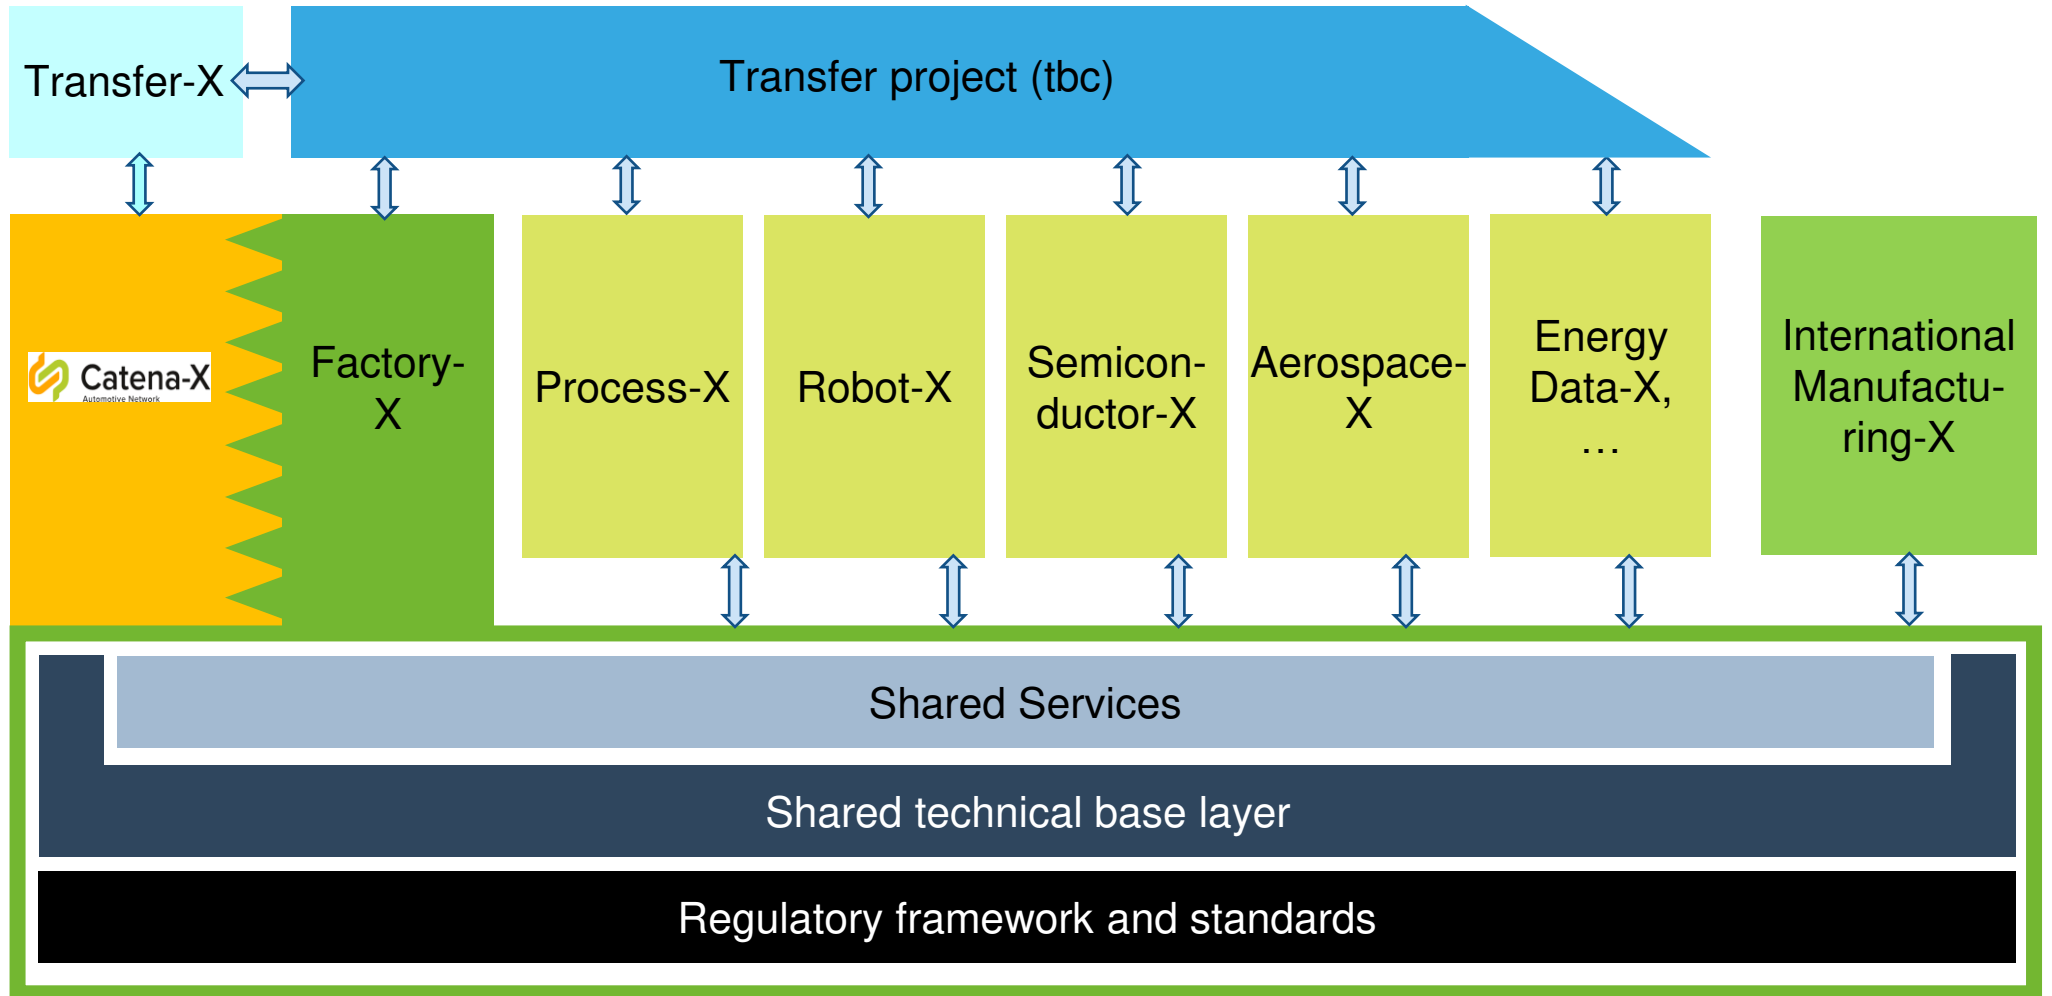 Transfer-X
Transfer project (tbc)
Catena-X
Automotive Network
Factory-
X
Process-X
Robot-X
Semicon-
ductor-X
Aerospace-
X
Energy
Data-X,
…
International
Manufactu-
ring-X
Shared Services
Shared technical base layer
Regulatory framework and standards